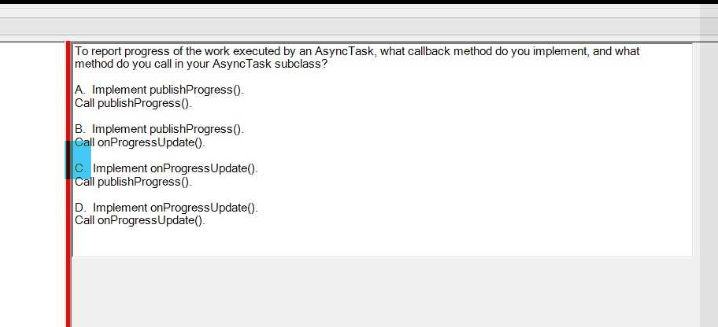 To report progress of the work executed by an AsyncTask, what callback method do you implement, and what
method do you call in your AsyncTask subclass?
A. Implement publishProgress().
Call publishProgress().
B. Implement publishProgress().
Call onProgressUpdate().
C. Implement onProgressUpdate().
Call publishProgress().
D. Implement onProgressUpdate().
Call onProgressUpdate().